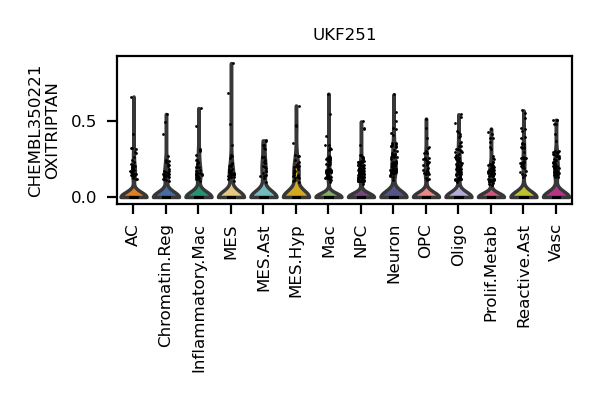 UKF251
CHEMBL350221
OXITRIPTAN
0.5
0.0
AC
Chromatin.Reg
Inflammatory.Mac
MES
MES.Ast
MES.Hyp
Mac
NPC
Neuron
OPC
Oligo
Prolif.Metab
Reactive.Ast
Vasc